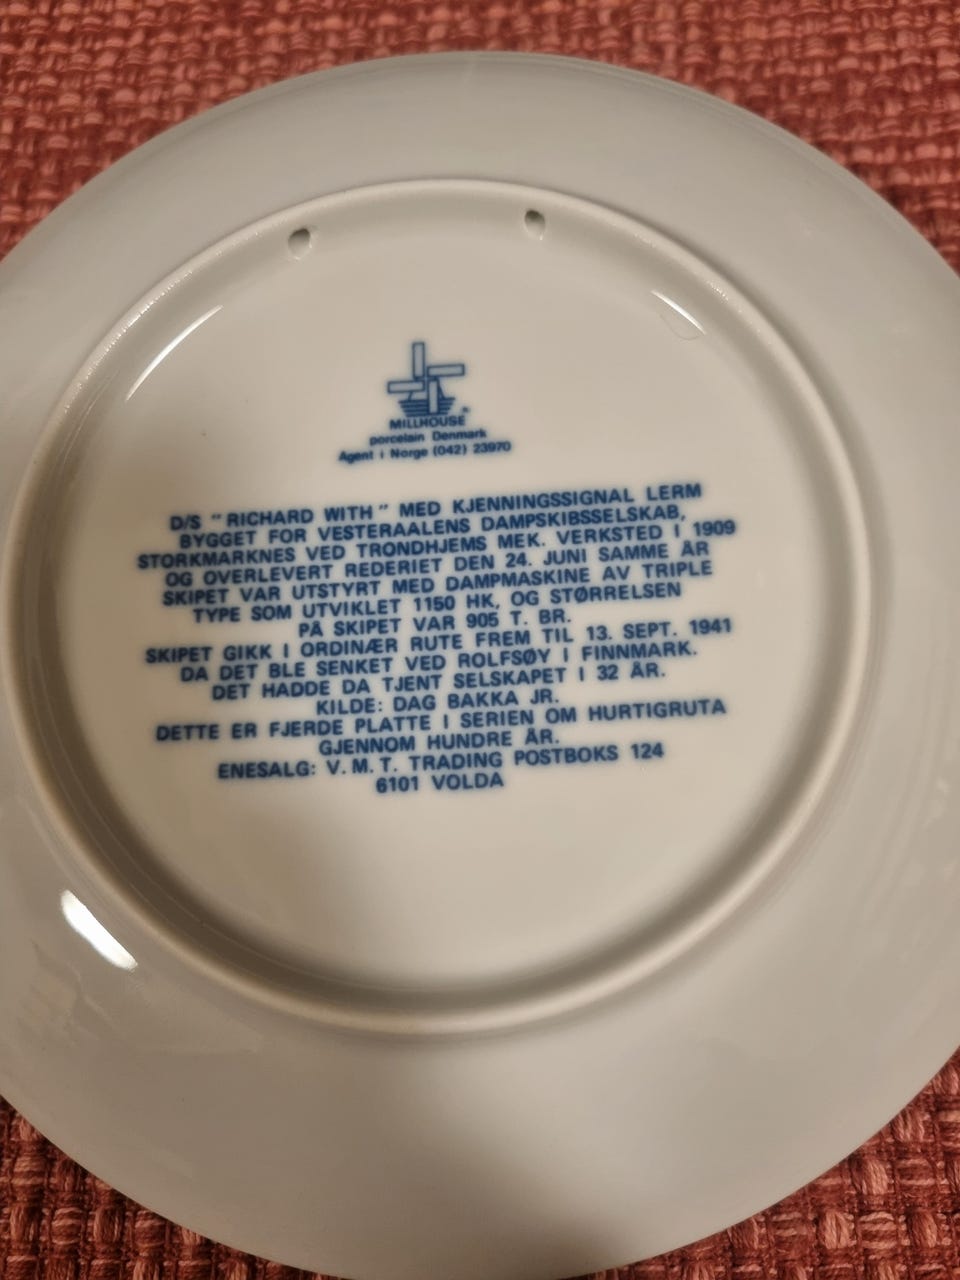 MILLHOUSE
porcelain Denmark
Agent i Norge (042) 23970
D/S "RICHARD WITH" MED KJENNINGSSIGNAL LERM
BYGGET FOR VESTERAALENS DAMPSKIBSSELSKAB,
STORKMARKNES VED TRONDHJEMS MEK. VERKSTED I 1909
OG OVERLEVERT REDERIET DEN 24. JUNI SAMME ÅR
SKIPET VAR UTSTYRT MED DAMPMASKINE AV TRIPLE
TYPE SOM UTVIKLET 1150 HK, OG STØRRELSEN
PÅ SKIPET VAR 905 T. BR.
SKIPET GIKK I ORDINÆR RUTE FREM TIL 13. SEPT. 1941
DA DET BLE SENKET VED ROLFSØY I FINNMARK.
DET HADDE DA TJENT SELSKAPET I 32 ÅR.
KILDE: DAG BAKKA JR.
DETTE ER FJERDE PLATTE I SERIEN OM HURTIGRUTA
GJENNOM HUNDRE ÅR.
ENESALG: V. M. T. TRADING POSTBOKS 124
6101 VOLDA